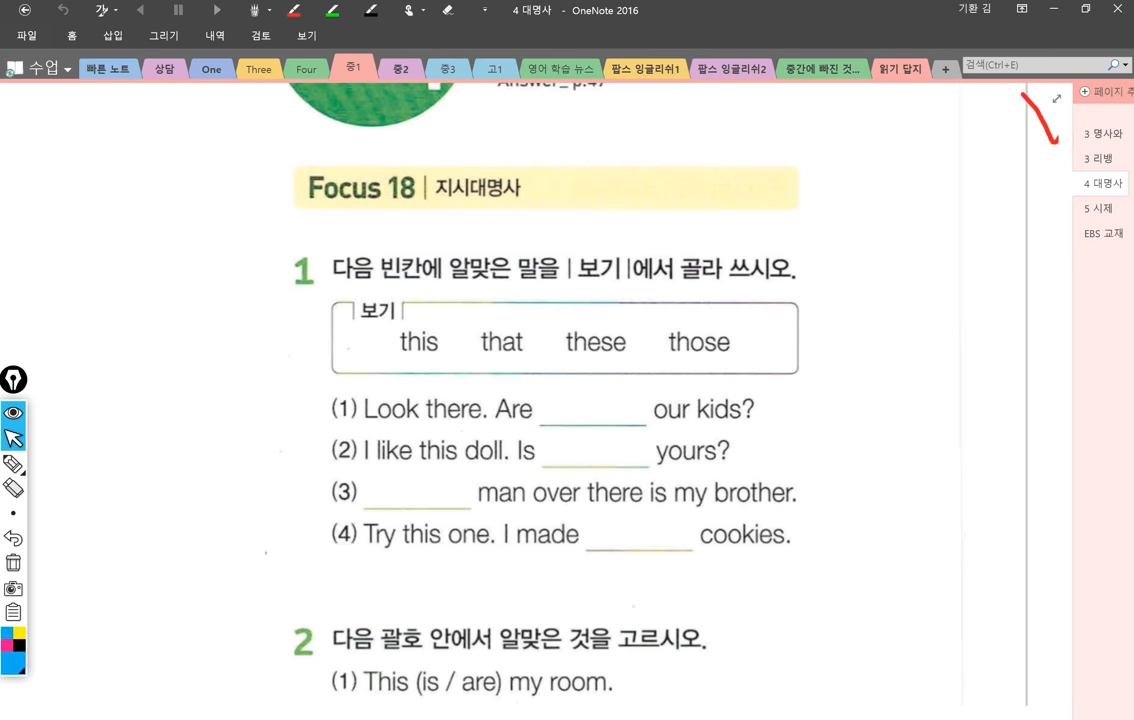 4 대명사 - OneNote 2016
기환 김
파일 홈 삽입 그리기 내역 검토 보기
수업 빠른 노트 상담 One Three Four 중1 중2 중3 고1 영어 학습 뉴스 팝스 잉글리쉬1 팝스 잉글리쉬2 중간에 빠진 것... 읽기 답지 + 검색(Ctrl+E)
페이지 추
3 명사와
3 리뱅
4 대명사
5 시제
EBS 교재
Answer_ p.47
Focus 18 | 지시대명사
1 다음 빈칸에 알맞은 말을 | 보기 |에서 골라 쓰시오.
| 보기 |
this that these those
(1) Look there. Are ________ our kids?
(2) I like this doll. Is ________ yours?
(3) ________ man over there is my brother.
(4) Try this one. I made ________ cookies.
2 다음 괄호 안에서 알맞은 것을 고르시오.
(1) This (is / are) my room.